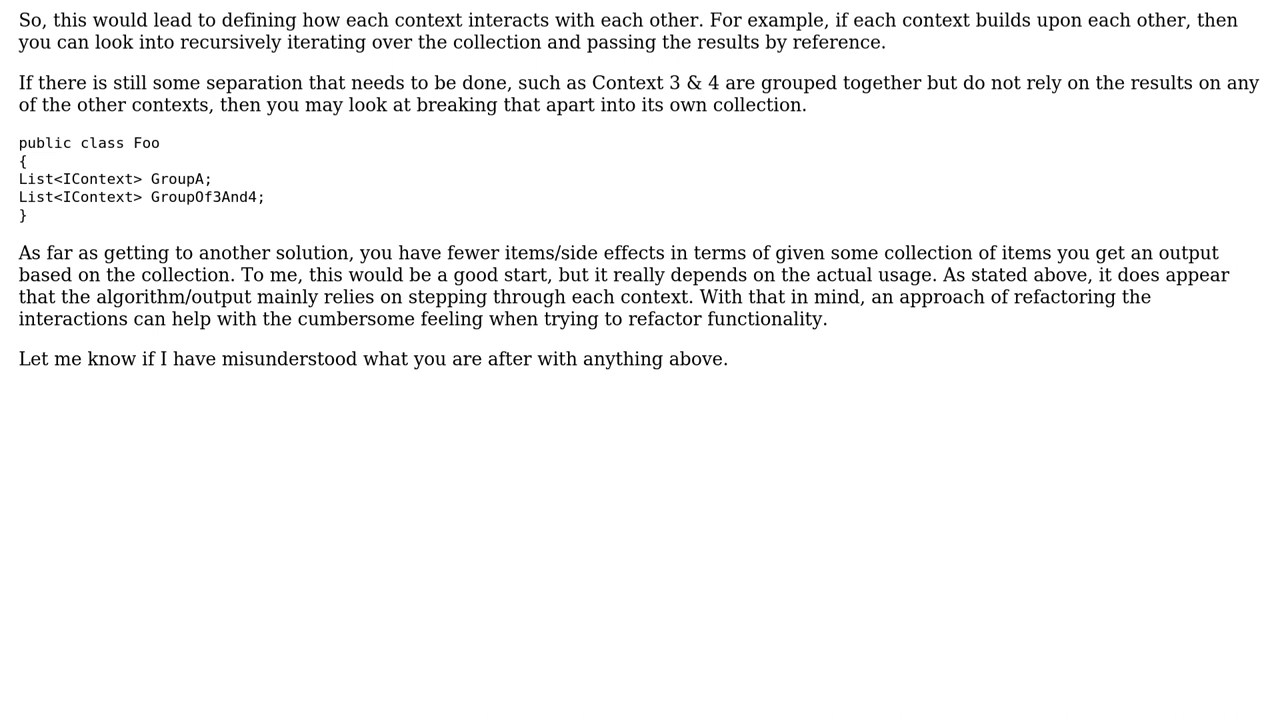 So, this would lead to defining how each context interacts with each other. For example, if each context builds upon each other, then
you can look into recursively iterating over the collection and passing the results by reference.
If there is still some separation that needs to be done, such as Context 3 & 4 are grouped together but do not rely on the results on any
of the other contexts, then you may look at breaking that apart into its own collection.
public class Foo
{
List<IContext> GroupA;
List<IContext> GroupOf3And4;
}
As far as getting to another solution, you have fewer items/side effects in terms of given some collection of items you get an output
based on the collection. To me, this would be a good start, but it really depends on the actual usage. As stated above, it does appear
that the algorithm/output mainly relies on stepping through each context. With that in mind, an approach of refactoring the
interactions can help with the cumbersome feeling when trying to refactor functionality.
Let me know if I have misunderstood what you are after with anything above.